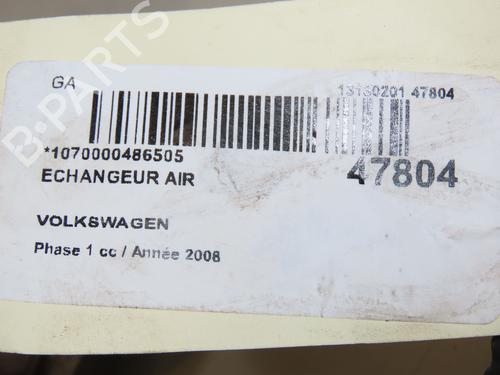 GA
13130201 47804
*1070000486505
47804
ECHANGEUR AIR
VOLKSWAGEN
Phase 1 cc / Année 2008
B-PARTS